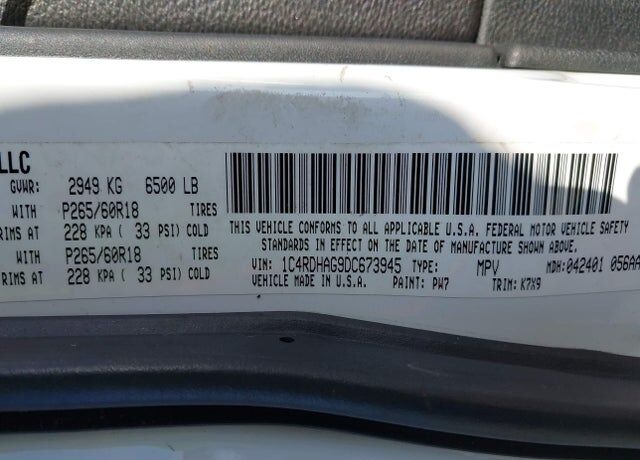 LLC
GVWR: 2949 KG 6500 LB
WITH P265/60R18 TIRES
RIMS AT 228 KPA ( 33 PSI) COLD
WITH P265/60R18 TIRES
RIMS AT 228 KPA ( 33 PSI) COLD
THIS VEHICLE CONFORMS TO ALL APPLICABLE U.S.A. FEDERAL MOTOR VEHICLE SAFETY
STANDARDS IN EFFECT ON THE DATE OF MANUFACTURE SHOWN ABOVE.
VIN: 1C4RDHAG9DC673945 TYPE: MPV MDH:042401 056AA
VEHICLE MADE IN U.S.A. PAINT: PW7 TRIM: K7X9